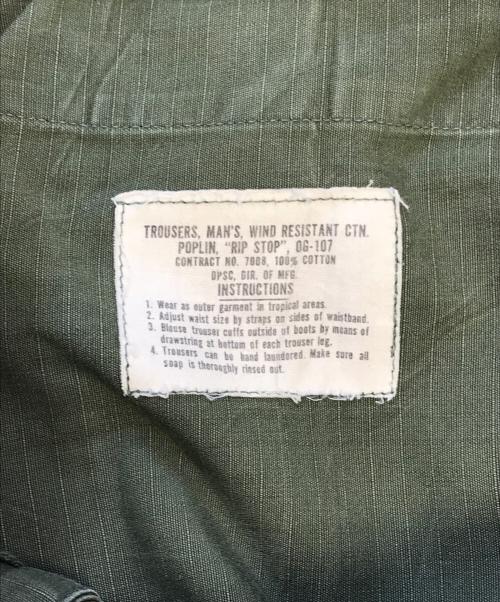 TROUSERS, MAN'S, WIND RESISTANT CTN.
POPLIN, "RIP STOP", OG-107
CONTRACT NO. 7008, 100% COTTON
DPSC, DIR. OF MFG.
INSTRUCTIONS
1. Wear as outer garment in tropical areas.
2. Adjust waist size by straps on sides of waistband.
3. Blouse trouser cuffs outside of boots by means of
drawstring at bottom of each trouser leg.
4. Trousers can be hand laundered. Make sure all
soap is thoroughly rinsed out.